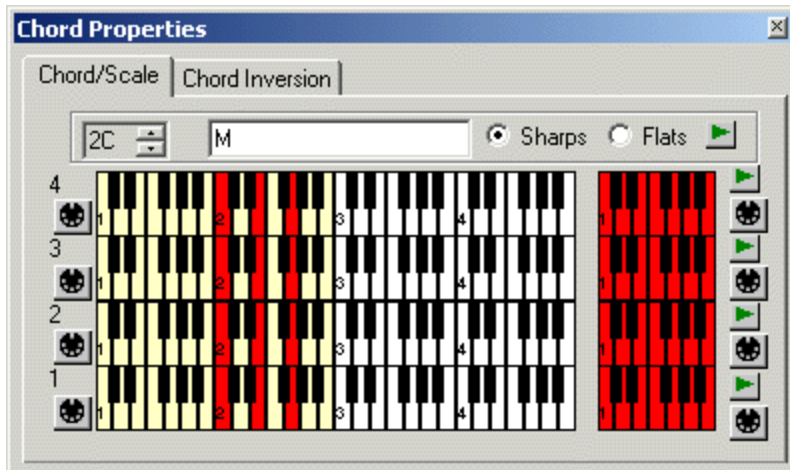 Chord Properties
Chord/Scale Chord Inversion
2C M Sharps Flats
4
1 2 3 4 1
3
1 2 3 4 1
2
1 2 3 4 1
1
1 2 3 4 1